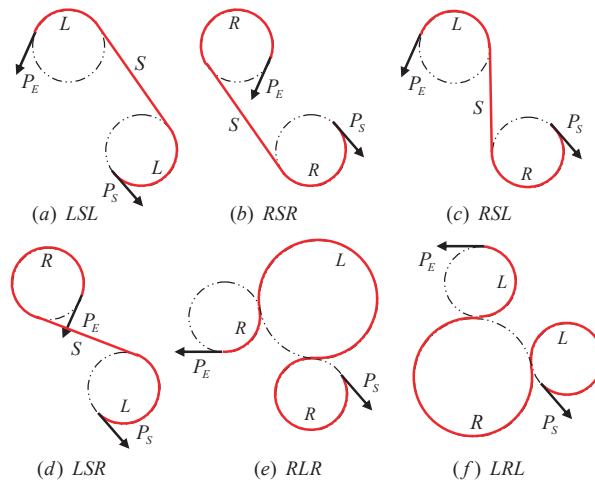 L
P_E
S
L
P_S
(a) LSL
R
P_E
S
P_S
R
(b) RSR
L
P_E
S
P_S
R
(c) RSL
R
P_E
S
L
P_S
(d) LSR
L
R
P_E
P_S
R
(e) RLR
P_E
L
L
P_S
R
(f) LRL